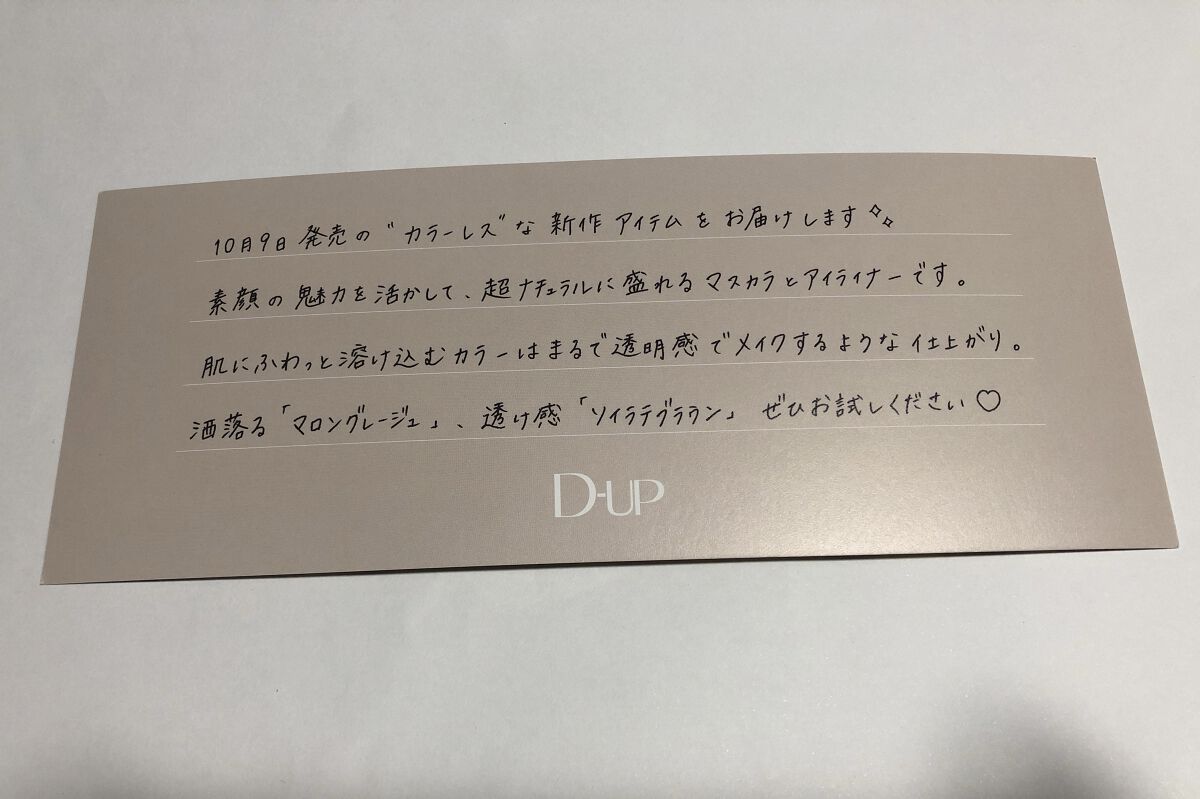 10月9日 発売の"カラーレス"な 新作 アイテムを お届けします✧✧
素顔の魅力を活かして、超ナチュラルに盛れるマスカラとアイライナーです。
肌にふわっと溶け込むカラーはまるで透明感でメイクするような仕上がり。
洒落る「マロングレージュ」、透け感「ソイラテブラウン」 ぜひお試しください♡
D-UP